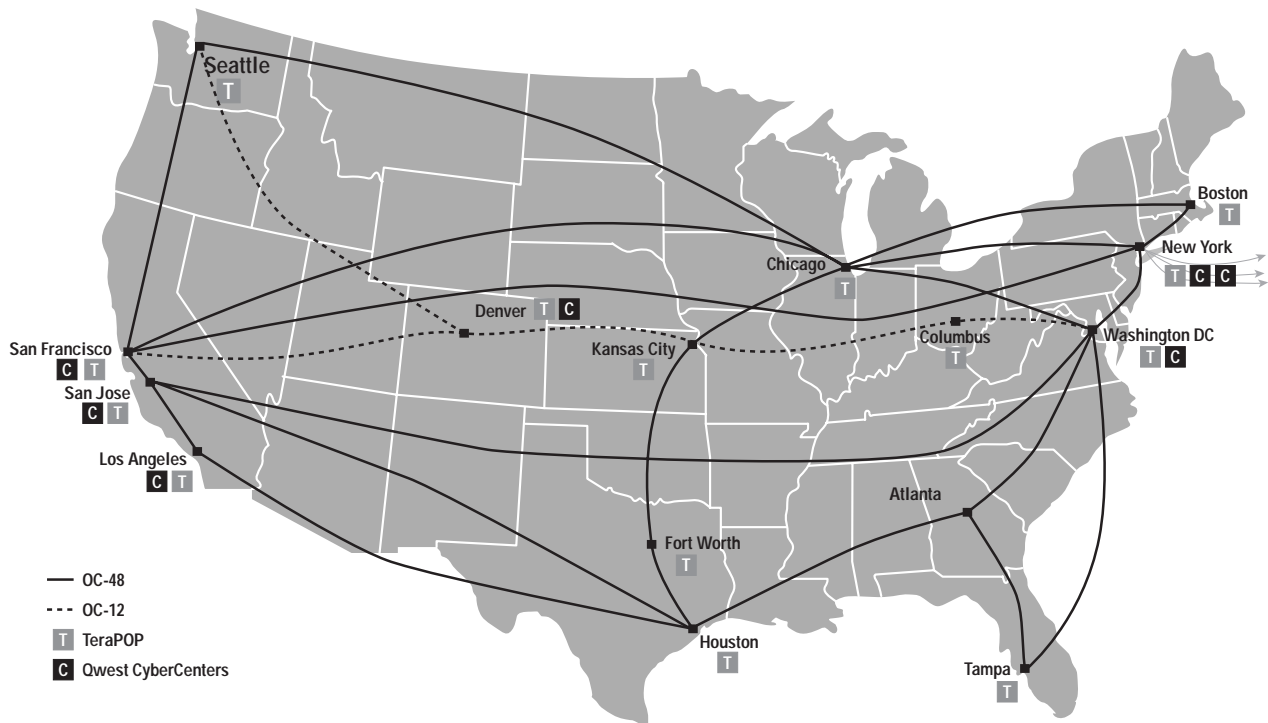 Seattle
T
Boston
T
New York
T C C
Chicago
T
Denver T C
Columbus
T
Washington DC
T C
Kansas City
T
San Francisco
C T
San Jose
C T
Los Angeles
C T
Atlanta
Fort Worth
T
Houston
T
Tampa
T
OC-48
OC-12
T TeraPOP
C Qwest CyberCenters